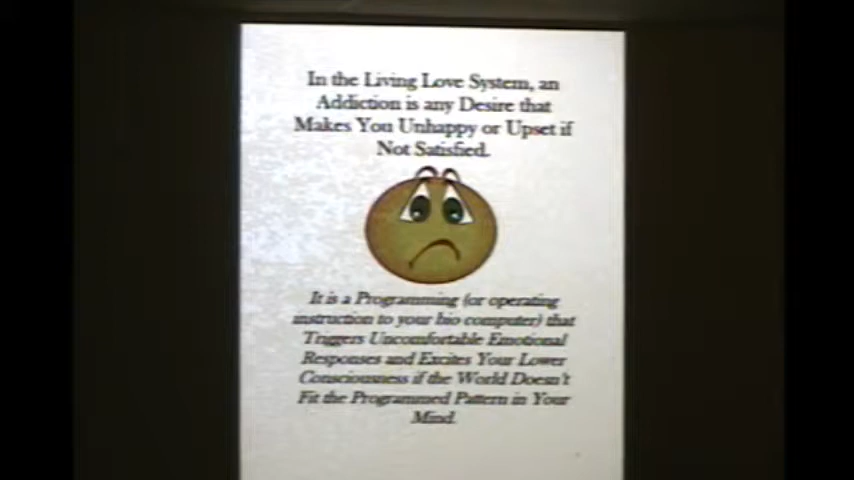 In the Living Love System, an
Addiction is any Desire that
Makes You Unhappy or Upset if
Not Satisfied.
It is a Programming (or operating
instruction to your bio computer) that
Triggers Uncomfortable Emotional
Responses and Excites Your Lower
Consciousness if the World Doesn't
Fit the Programmed Pattern in Your
Mind.